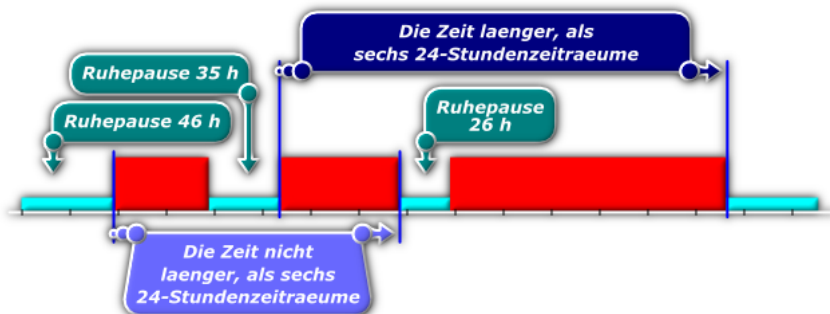 Die Zeit laenger, als
sechs 24-Stundenzeitraeume
Ruhepause 35 h
Ruhepause 46 h
Ruhepause
26 h
Die Zeit nicht
laenger, als sechs
24-Stundenzeitraeume